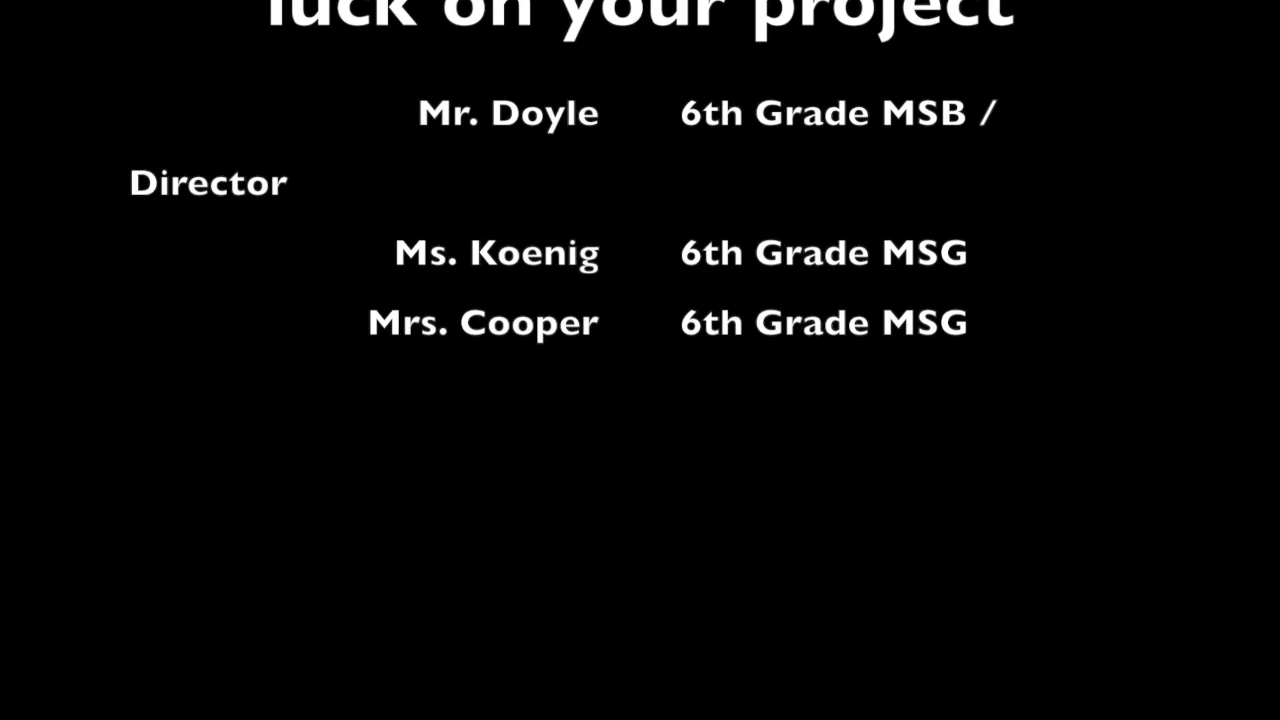 luck on your project
Mr. Doyle 6th Grade MSB /
Director
Ms. Koenig 6th Grade MSG
Mrs. Cooper 6th Grade MSG